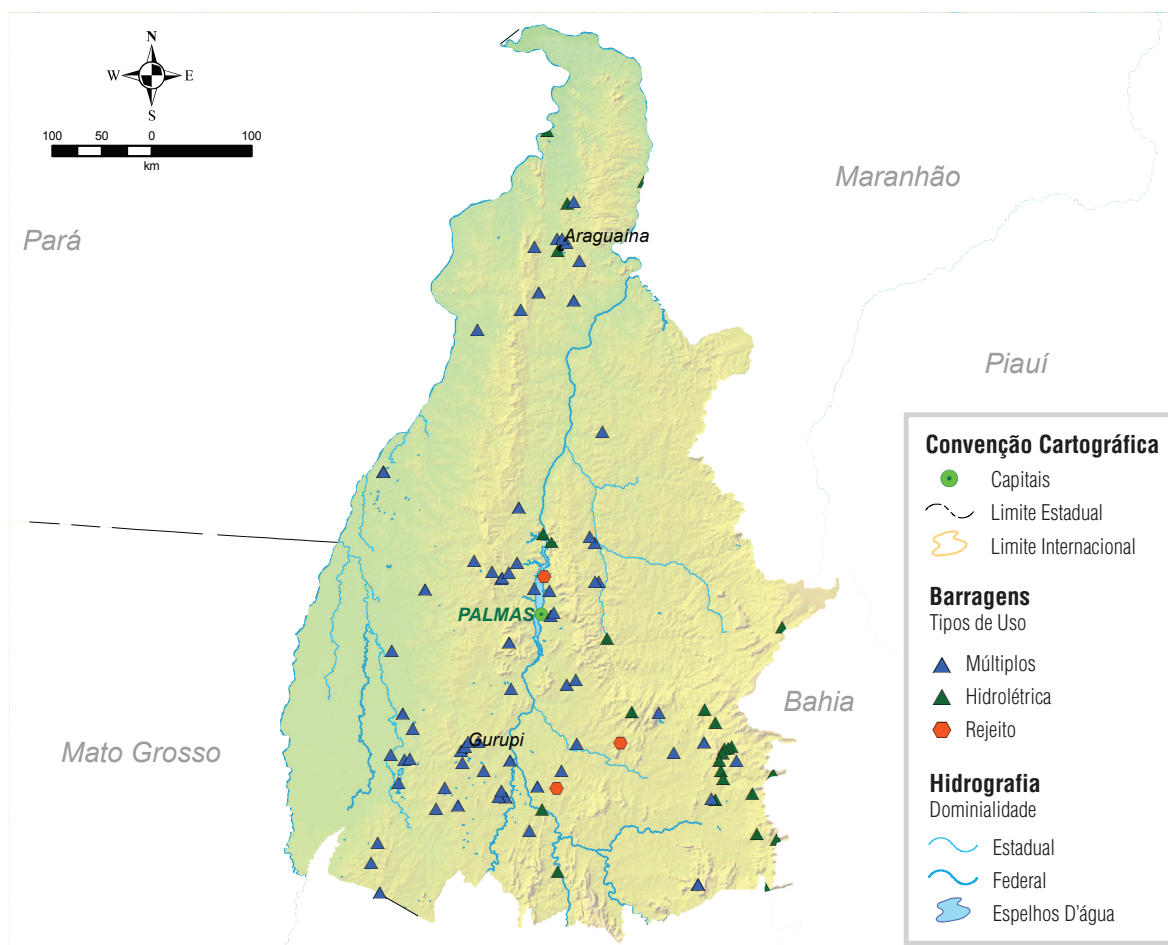 N
W
E
S
100
50
0
100
km
Maranhão
Pará
Araguaína
Piauí
PALMAS
Bahia
Mato Grosso
Gurupi
Convenção Cartográfica
Capitais
Limite Estadual
Limite Internacional
Barragens
Tipos de Uso
Múltiplos
Hidrolétrica
Rejeito
Hidrografia
Dominialidade
Estadual
Federal
Espelhos D'água